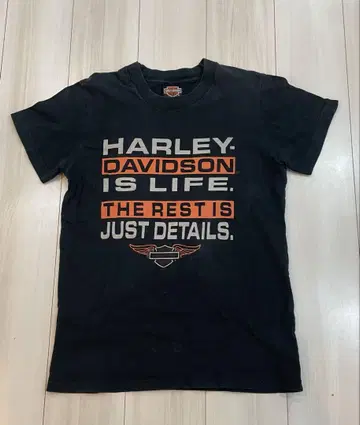 HARLEY-
DAVIDSON
IS LIFE.
THE REST IS
JUST DETAILS.